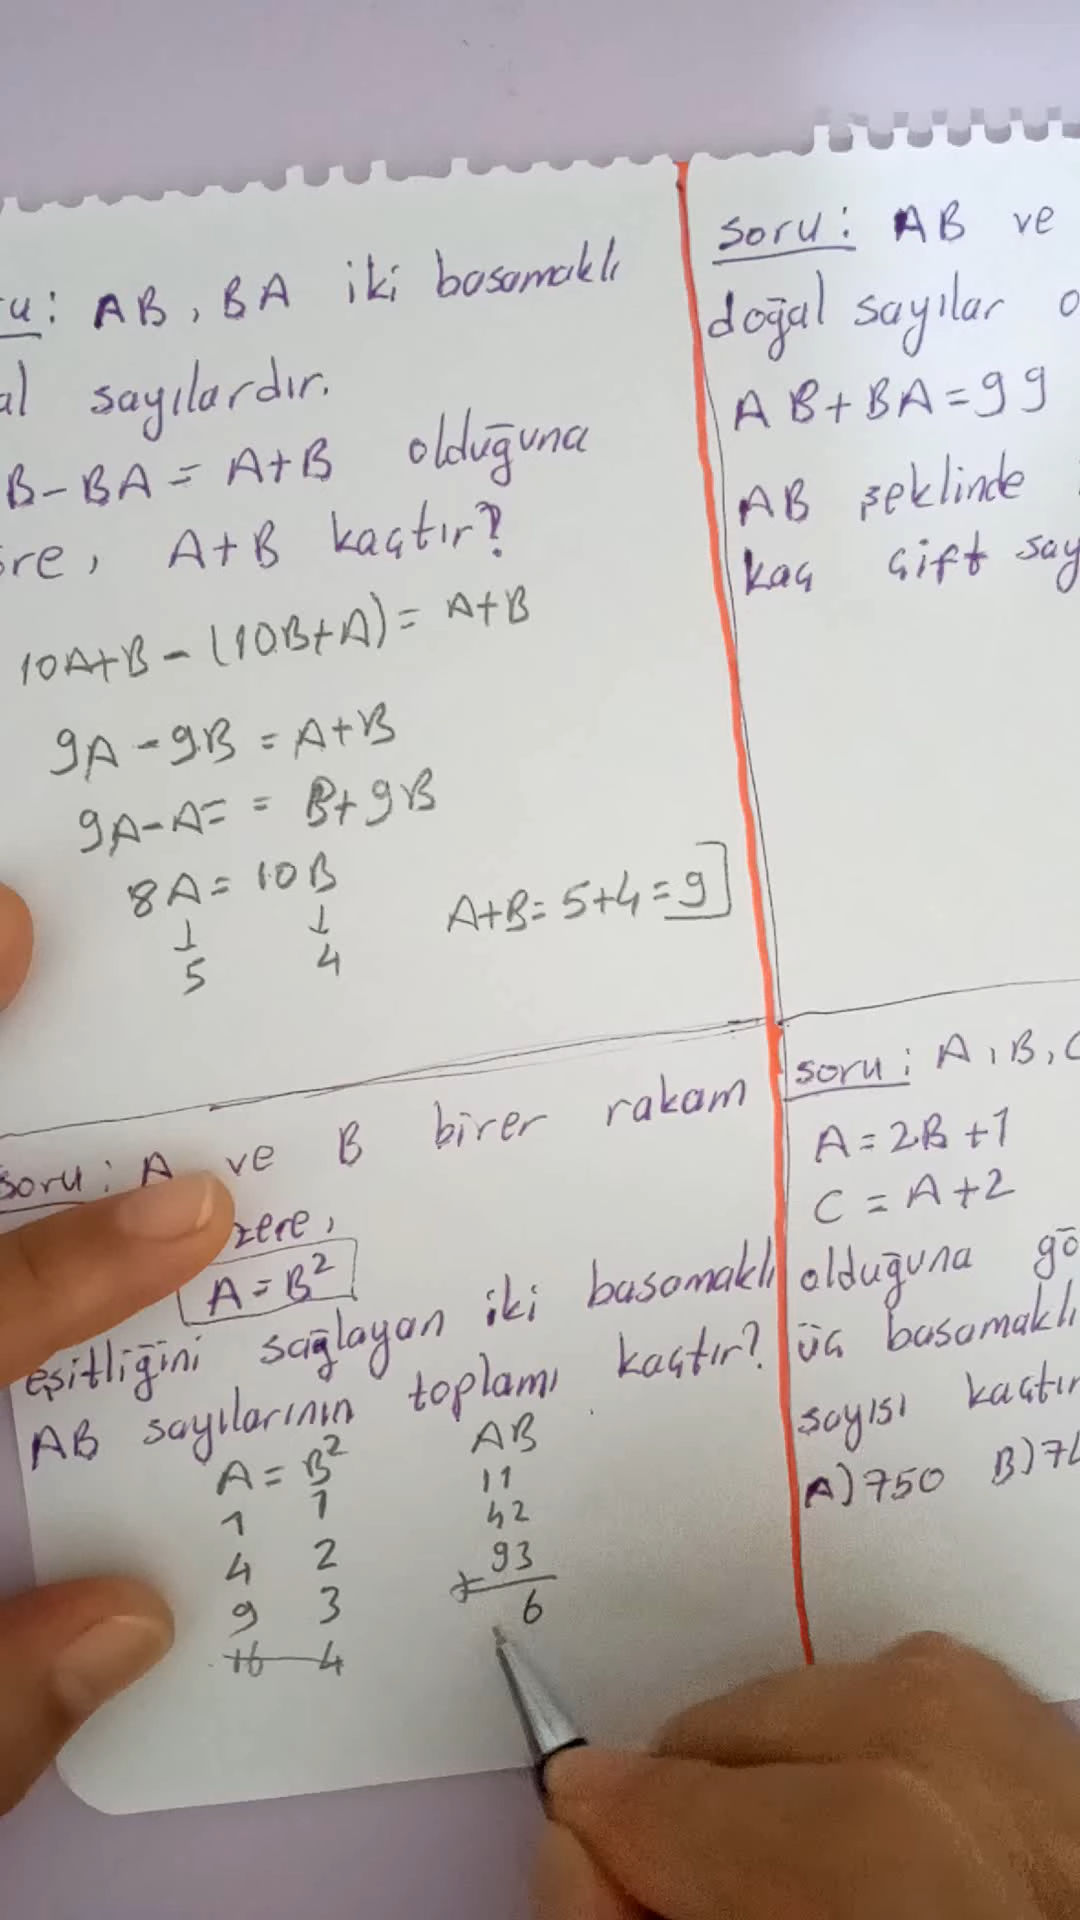 u: AB, BA iki basamaklı
al sayılardır.
B-BA = A+B olduğuna
öre, A+B kaçtır?
10A+B-(10B+A)= A+B
9A-9B = A+B
9A-A= = B+9B
8A= 10B
5 4
A+B= 5+4=9
soru: AB ve
doğal sayılar o
AB+BA=99
AB şeklinde
kaç çift say
soru: A ve B birer rakam
zere,
A=B²
eşitliğini sağlayan iki basamaklı
AB sayılarının toplamı kaçtır?
A = B²
1 1
4 2
9 3
16 4
AB
11
42
93
+
6
soru: A, B, C
A=2B+1
C = A+2
olduğuna gö
üç basamaklı
sayısı kaçtır
A)750 B)7